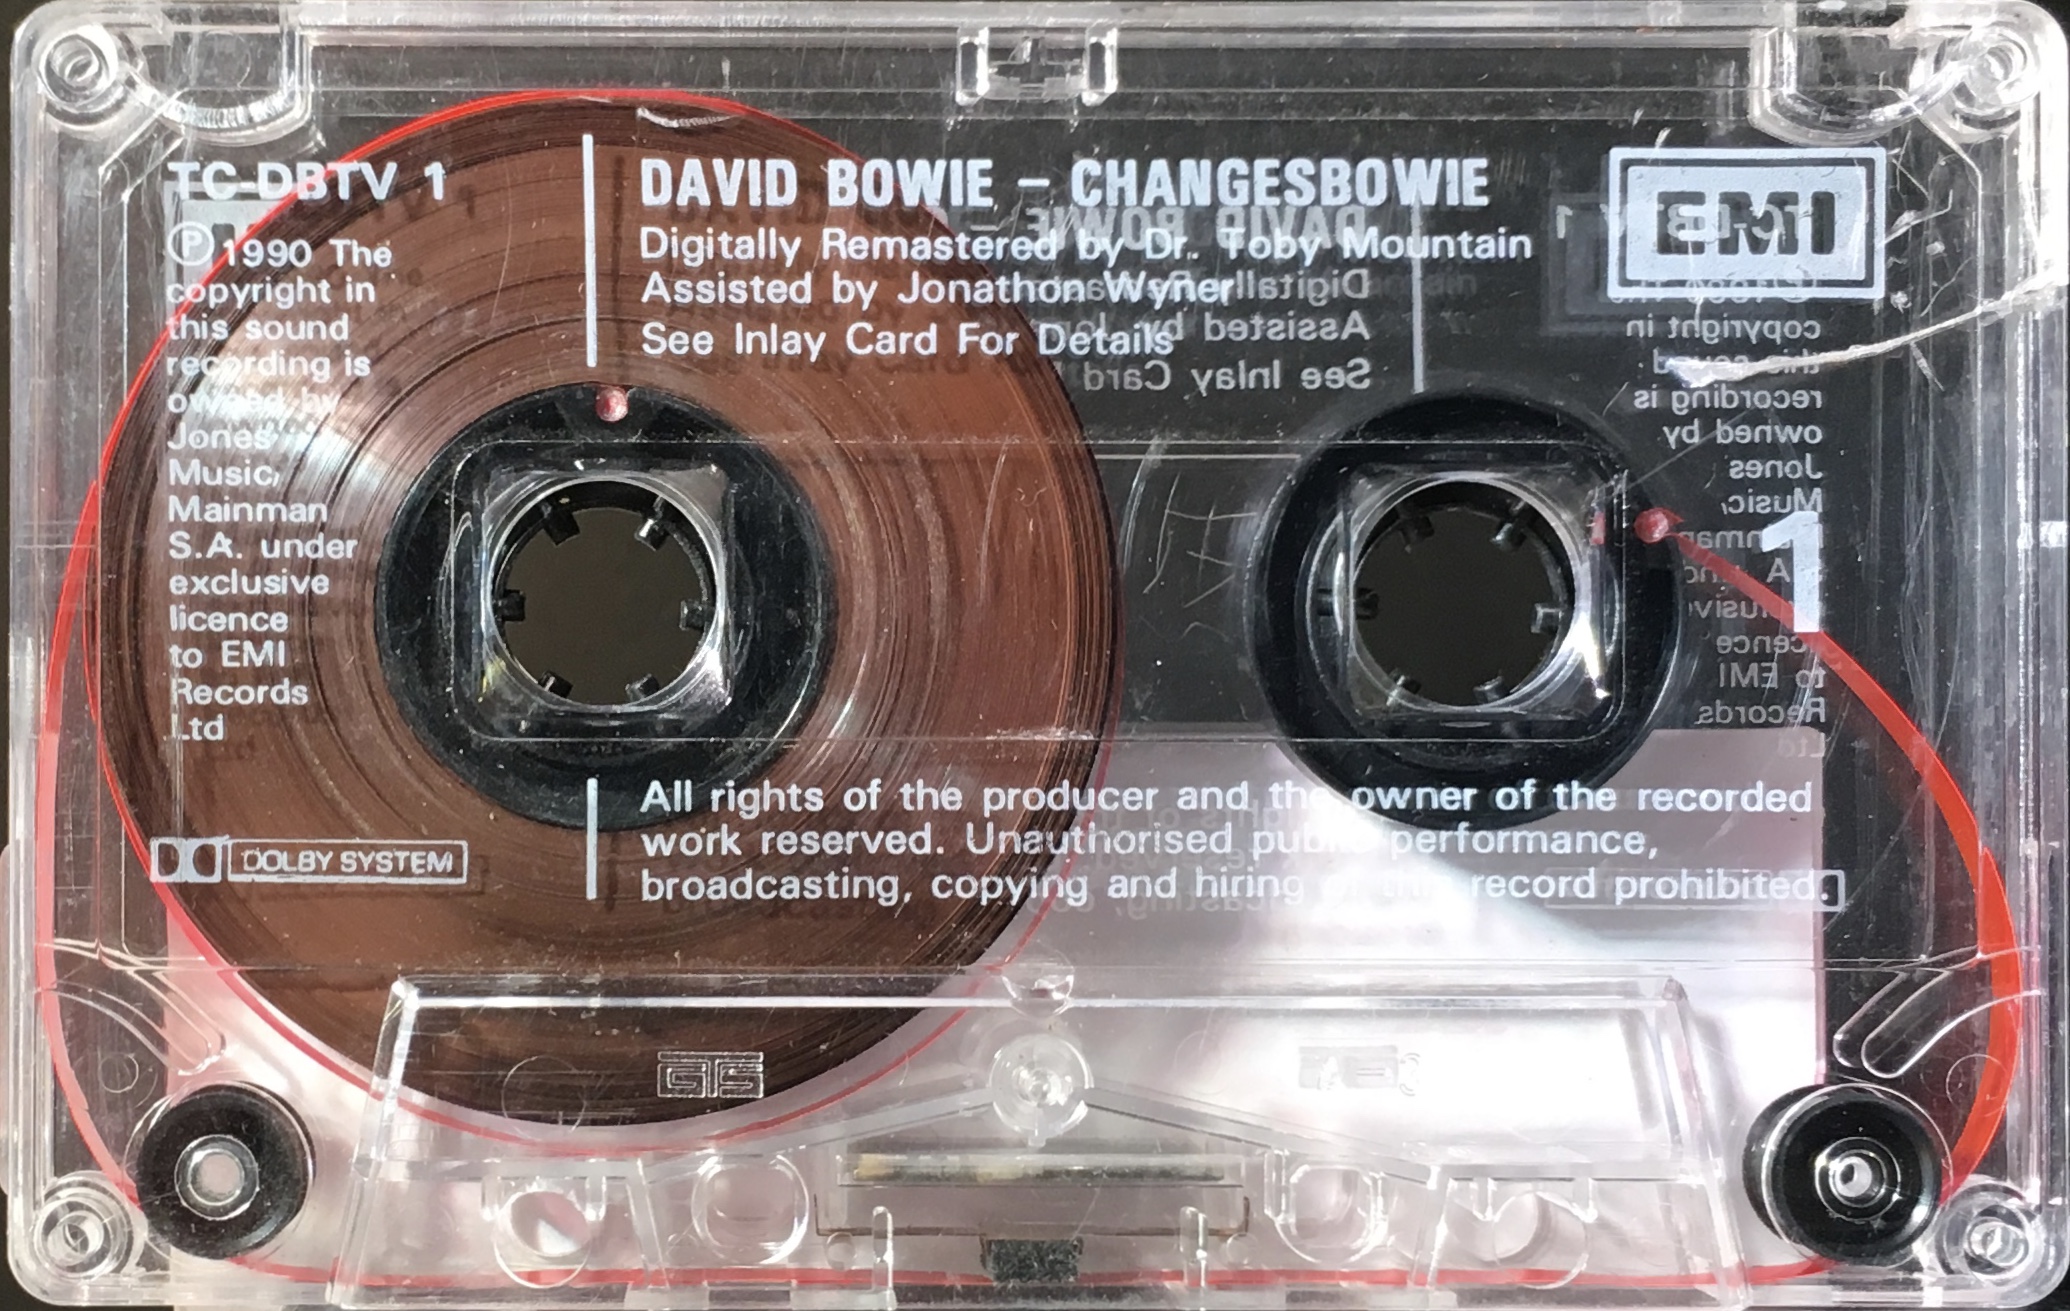 TC-DBTV 1
Ⓟ1990 The
copyright in
this sound
recording is
owned by
Jones
Music,
Mainman
S.A. under
exclusive
licence
to EMI
Records
Ltd
DOLBY SYSTEM
DAVID BOWIE – CHANGESBOWIE
Digitally Remastered by Dr. Toby Mountain
Assisted by Jonathon Wyner
See Inlay Card For Details
EMI
1
All rights of the producer and the owner of the recorded
work reserved. Unauthorised public performance,
broadcasting, copying and hiring record prohibited.
GTS